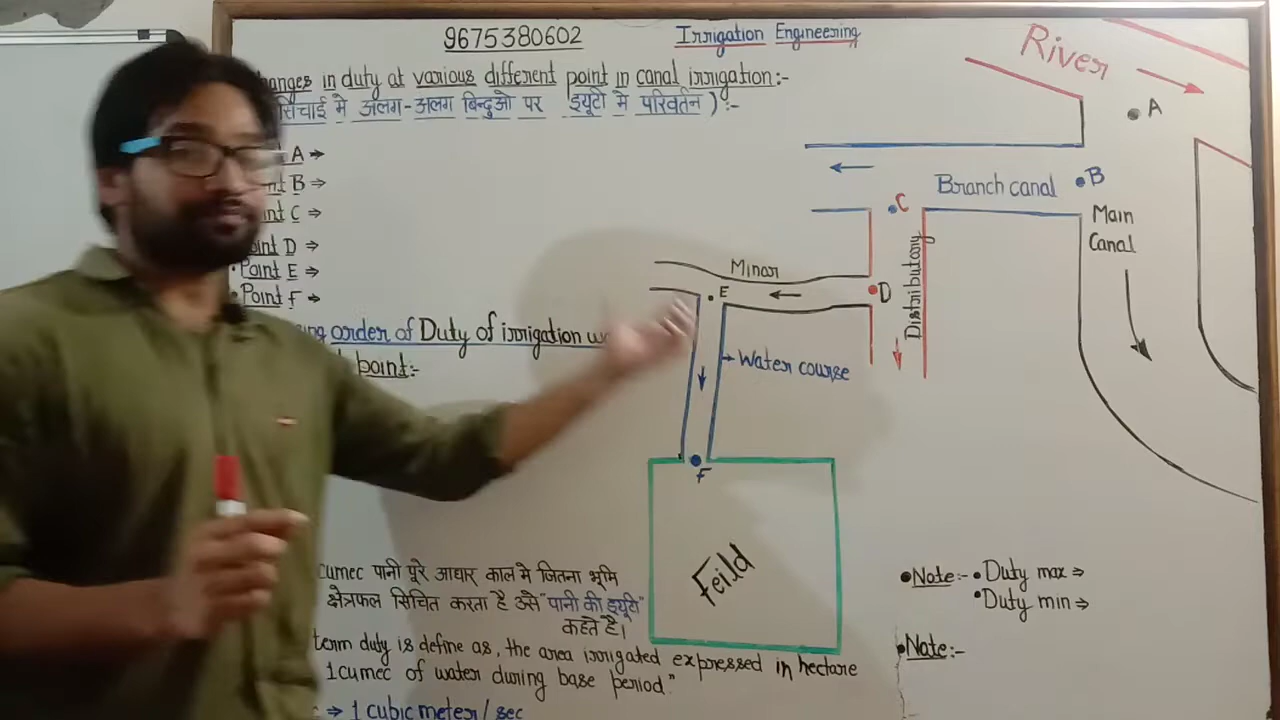 9675380602
Irrigation Engineering
in duty at various different point in canal irrigation:-
मे अलग-अलग बिन्दुओ पर ड्यूटी मे परिवर्तन ) :-
A →
B →
C →
D →
• Point E →
• Point F →
order of Duty of irrigation
point:-
River
• A
Branch canal
• B
• C
Main
Canal
Distributory
Minor
• E
• D
→ Water course
F
Feild
cumec पानी पूरे आधार काल मे जितना भूमि
क्षेत्रफल सिंचित करता है उसे "पानी की ड्यूटी"
कहते है।
term duty is define as, the area irrigated expressed in hectare
1cumec of water during base period."
⇒ 1 cubic meter/sec
• Note:- • Duty max ⇒
• Duty min ⇒
• Note:-